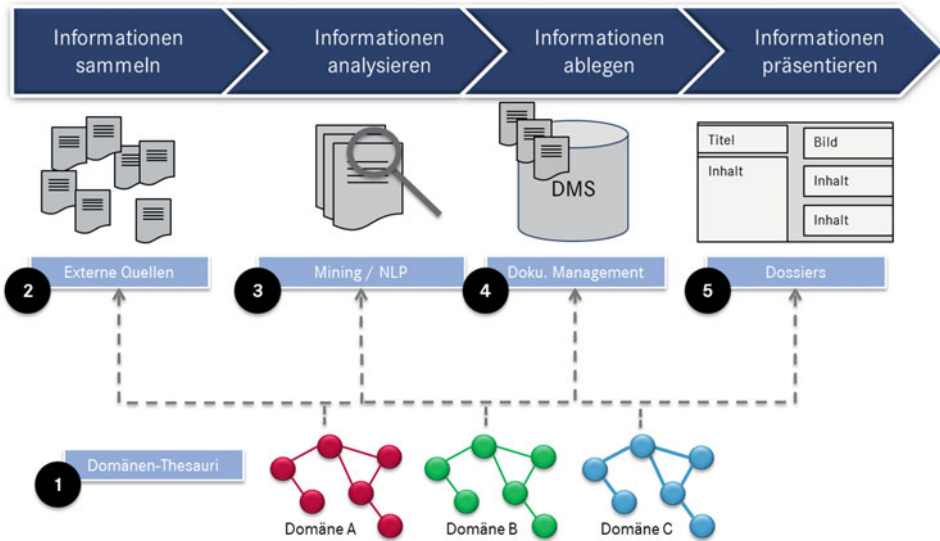 Informationen
sammeln
Informationen
analysieren
Informationen
ablegen
Informationen
präsentieren
DMS
Titel
Inhalt
Bild
Inhalt
Inhalt
2
Externe Quellen
3
Mining / NLP
4
Doku. Management
5
Dossiers
1
Domänen-Thesauri
Domäne A
Domäne B
Domäne C